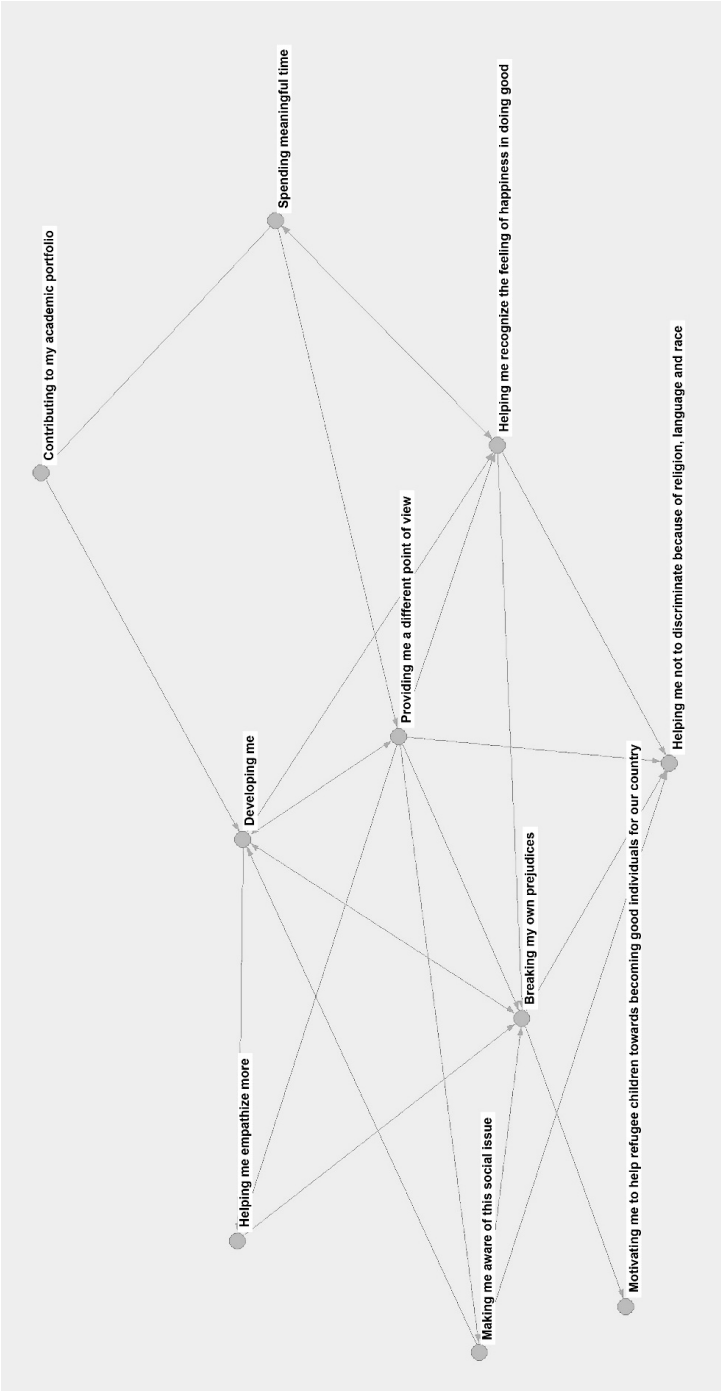 Contributing to my academic portfolio
Spending meaningful time
Helping me recognize the feeling of happiness in doing good
Helping me not to discriminate because of religion, language and race
Providing me a different point of view
Developing me
Breaking my own prejudices
Motivating me to help refugee children towards becoming good individuals for our country
Helping me empathize more
Making me aware of this social issue